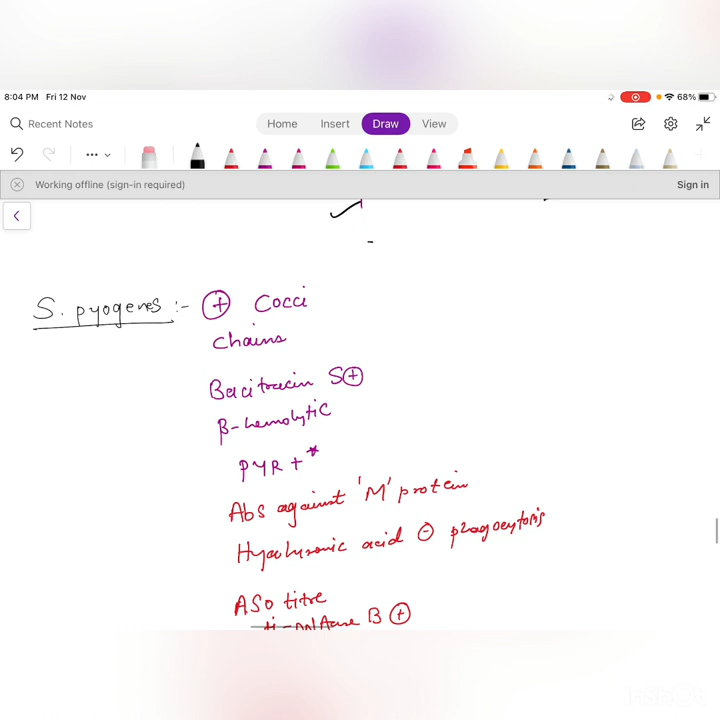 8:04 PM Fri 12 Nov 68%
Recent Notes Home Insert Draw View
Working offline (sign-in required) Sign in
S. pyogenes :- + Cocci
Chains
Bacitracin S +
β-hemolytic
PYR + *
Abs against 'M' protein
Hyaluronic acid ⊖ phagocytosis
ASO titre
B +